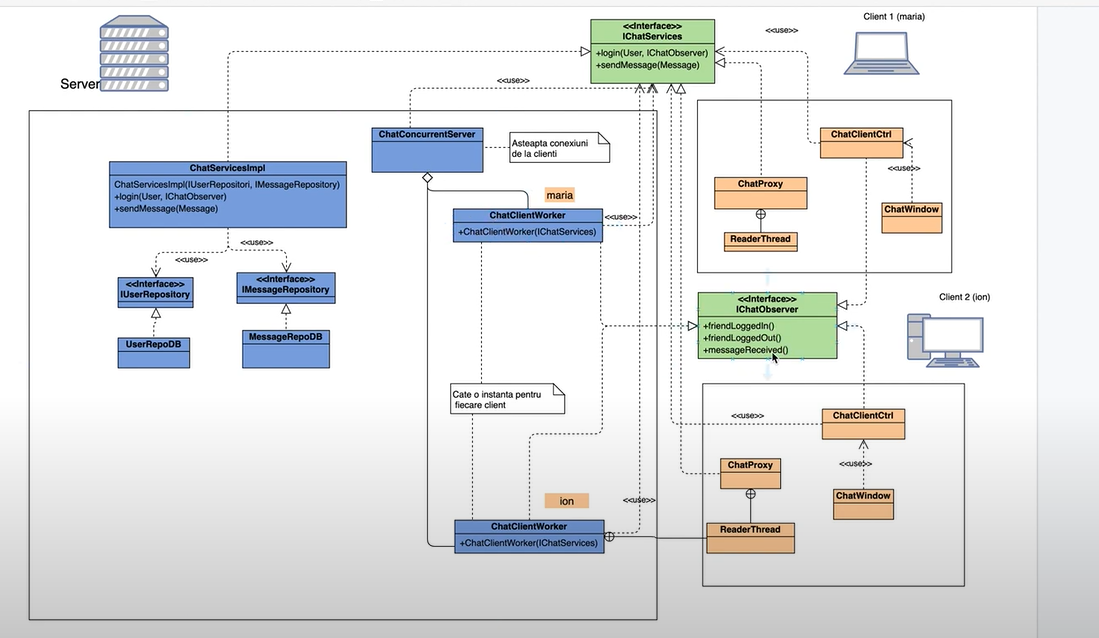 Server
<<Interface>>
IChatServices
+login(User, IChatObserver)
+sendMessage(Message)
<<use>>
Client 1 (maria)
<<use>>
ChatConcurrentServer
Asteapta conexiuni
de la clienti
ChatServicesImpl
ChatServicesImpl(IUserRepositori, IMessageRepository)
+login(User, IChatObserver)
+sendMessage(Message)
maria
ChatClientWorker
+ChatClientWorker(IChatServices)
<<use>>
ChatClientCtrl
<<use>>
ChatProxy
ChatWindow
ReaderThread
<<use>>
<<use>>
<<Interface>>
IUserRepository
<<Interface>>
IMessageRepository
UserRepoDB
MessageRepoDB
<<Interface>>
IChatObserver
+friendLoggedIn()
+friendLoggedOut()
+messageReceived()
Client 2 (ion)
Cate o instanta pentru
fiecare client
<<use>>
ChatClientCtrl
ChatProxy
<<use>>
ChatWindow
ion
<<use>>
ChatClientWorker
+ChatClientWorker(IChatServices)
ReaderThread